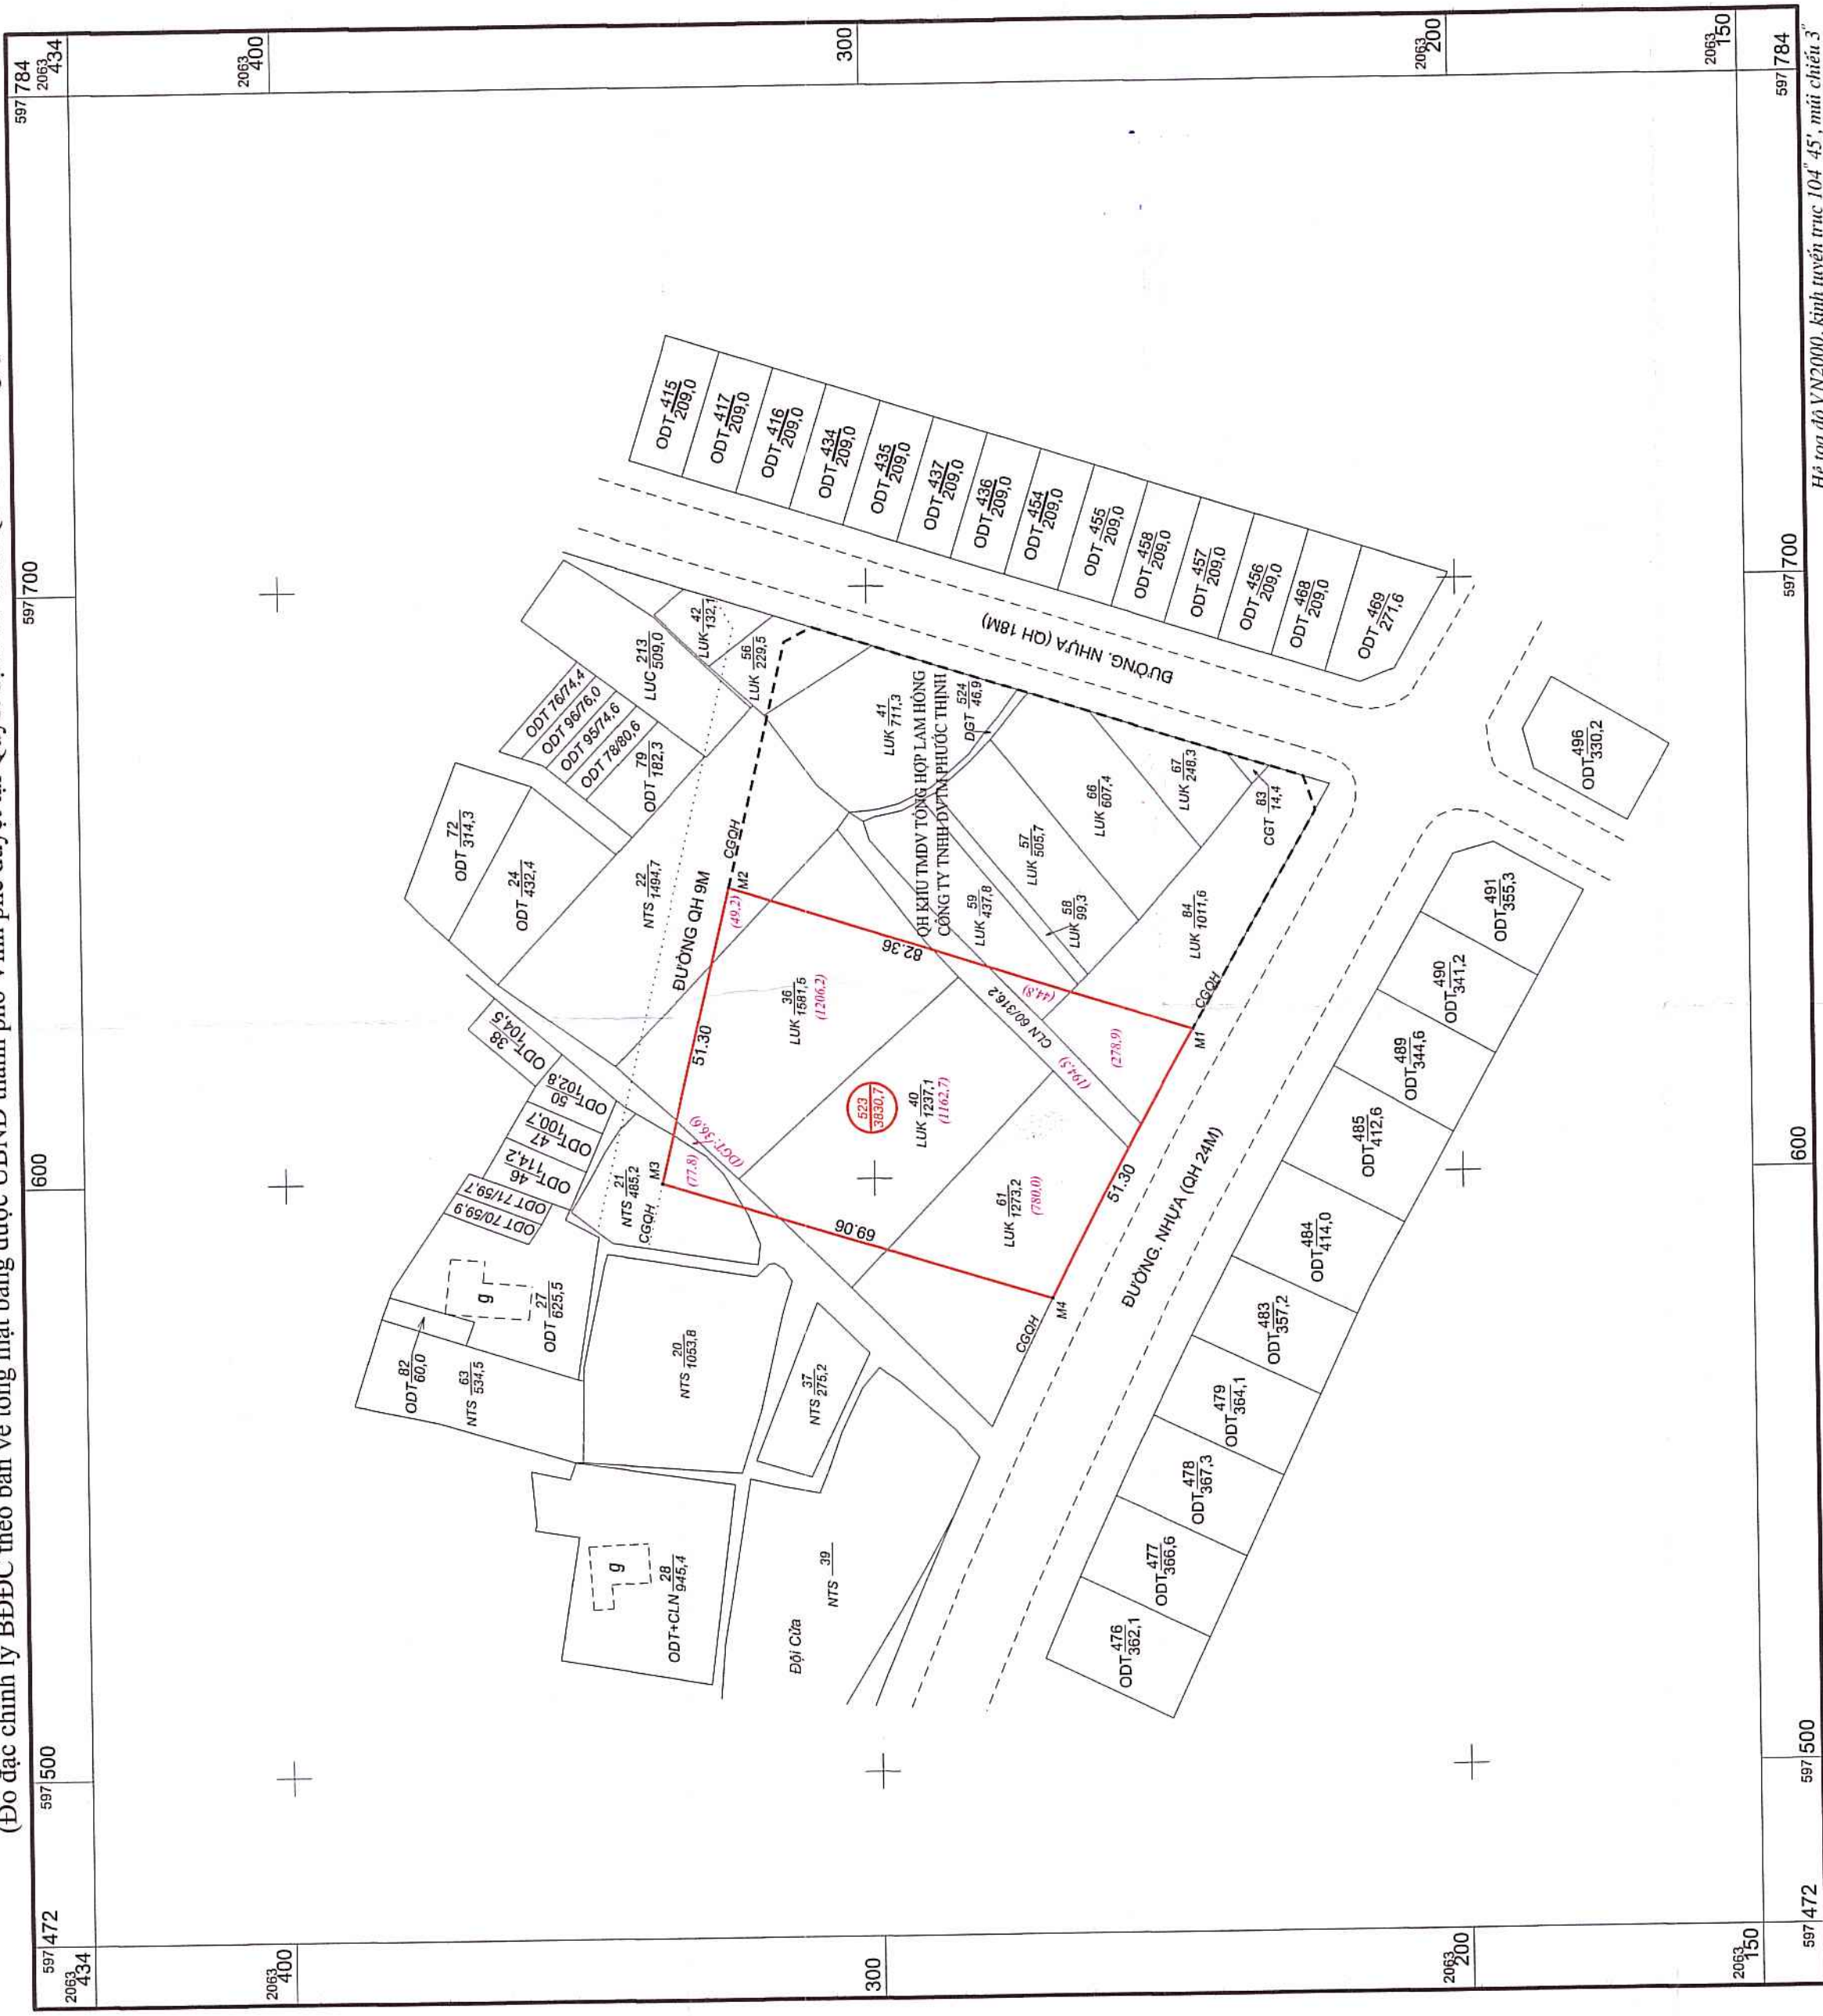 (Đo đạc chỉnh lý BĐĐC theo bản vẽ tổng mặt bằng được UBND thành phố Vinh phê duyệt
597 472
597 500
600
597 700
597 784
2063 434
2063 434
2063 400
2063 400
300
300
2063 200
2063 200
2063 150
2063 150
ODT 72 314,3
ODT 24 432,4
ODT 76/74,4
ODT 96/76,0
ODT 95/74,6
ODT 78/80,6
ODT 79 182,3
LUC 213 509,0
LUK 42 132,1
LUK 56 229,5
NTS 22 1494,7
ĐƯỜNG QH 9M
CGQH
M2
(49,2)
ODT 38 104,5
ODT 50 102,8
ODT 47 100,7
ODT 46 114,2
ODT 71/59,7
ODT 70/59,9
NTS 21 485,2
CGQH
M3
(77,8)
(DGT:/36,6)
51.30
ODT 82 60,0
NTS 63 534,5
g
ODT 27 625,5
NTS 20 1053,8
NTS 37 275,2
g
ODT+CLN 28 945,4
NTS 39
Đội Cửa
LUK 36 1581,5
(1206,2)
82.36
523 3830,7
LUK 40 1237,1
(1162,7)
LUK 61 1273,2
(780,0)
69.06
51.30
CLN 60/316,2
(194,5)
(44,8)
(278,9)
M1
CGQH
M4
CGQH
LUK 41 711,3
QH KHU TMDV TỔNG HỢP LAM HỒNG
CÔNG TY TNHH DVTM PHƯỚC THỊNH
DGT 524 46,9
LUK 59 437,8
LUK 58 99,3
LUK 57 505,7
LUK 66 607,4
LUK 67 248,3
CGT 83 14,4
LUK 84 1011,6
ĐƯỜNG. NHỰA (QH 18M)
ĐƯỜNG. NHỰA (QH 24M)
ODT 415 209,0
ODT 417 209,0
ODT 416 209,0
ODT 434 209,0
ODT 435 209,0
ODT 437 209,0
ODT 436 209,0
ODT 454 209,0
ODT 455 209,0
ODT 458 209,0
ODT 457 209,0
ODT 456 209,0
ODT 468 209,0
ODT 469 271,6
ODT 496 330,2
ODT 476 362,1
ODT 477 366,6
ODT 478 367,3
ODT 479 364,1
ODT 483 357,2
ODT 484 414,0
ODT 485 412,6
ODT 489 344,6
ODT 490 341,2
ODT 491 355,3
597 472
597 500
600
597 700
597 784
Hệ tọa độ VN2000, kinh tuyến trục 104° 45', múi chiếu 3°